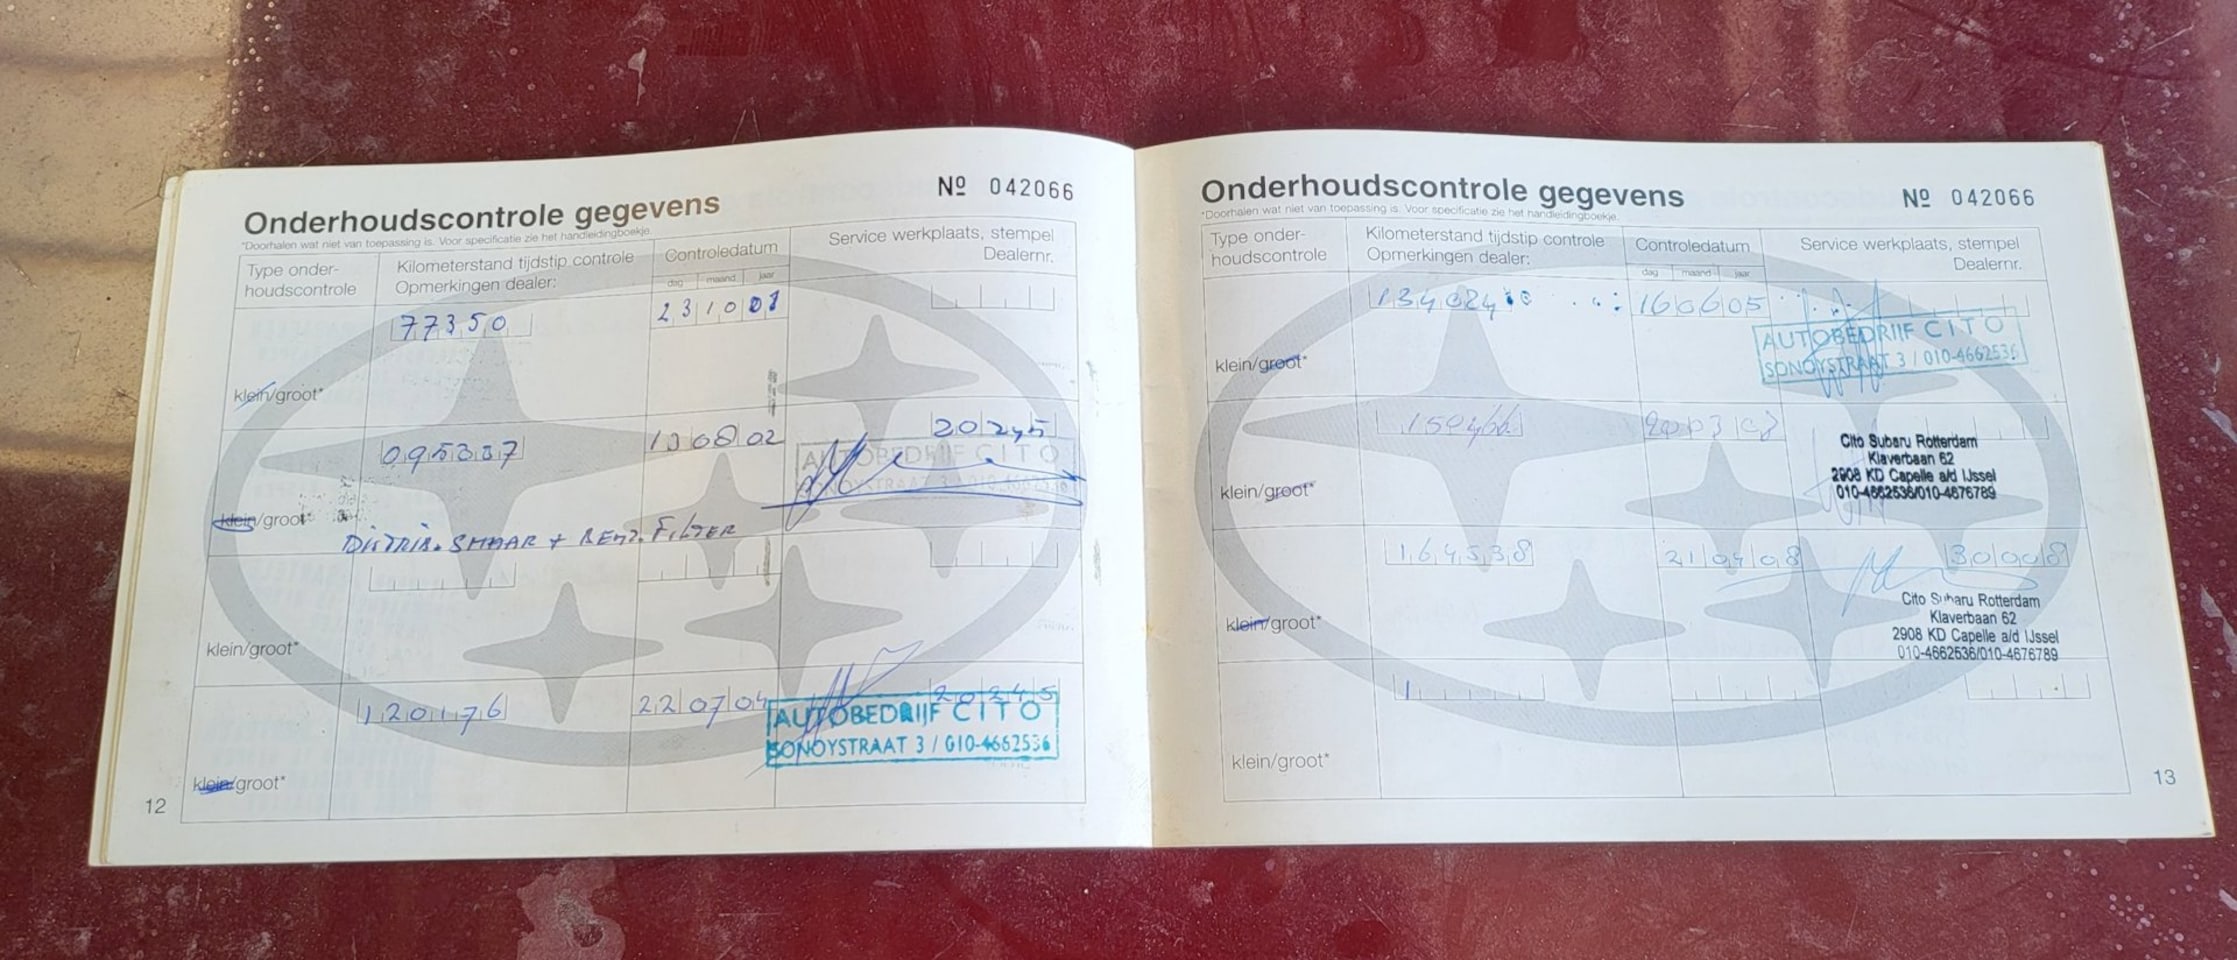 Onderhoudscontrole gegevens
Nº 042066
*Doorhalen wat niet van toepassing is. Voor specificatie zie het handleidingboekje.
Type onder-
houdscontrole
Kilometerstand tijdstip controle
Opmerkingen dealer:
Controledatum
dag maand jaar
Service werkplaats, stempel
Dealernr.
77350
231001
klein/groot*
095337
20245
AUTOBEDRIJF CITO
klein/groot*
DISTRIB. SNAAR + BENZ. FILTER
klein/groot*
120176
220704
20245
AUTOBEDRIJF CITO
SONOYSTRAAT 3 / 010-4662536
klein/groot*
12
Onderhoudscontrole gegevens
Nº 042066
*Doorhalen wat niet van toepassing is. Voor specificatie zie het handleidingboekje.
Type onder-
houdscontrole
Kilometerstand tijdstip controle
Opmerkingen dealer:
Controledatum
dag maand jaar
Service werkplaats, stempel
Dealernr.
134024
160605
AUTOBEDRIJF CITO
SONOYSTRAAT 3 / 010-4662536
klein/groot*
Cito Subaru Rotterdam
Klaverbaan 62
2908 KD Capelle a/d IJssel
010-4662536/010-4676789
klein/groot*
164538
210408
30008
Cito Subaru Rotterdam
Klaverbaan 62
2908 KD Capelle a/d IJssel
010-4662536/010-4676789
klein/groot*
klein/groot*
13